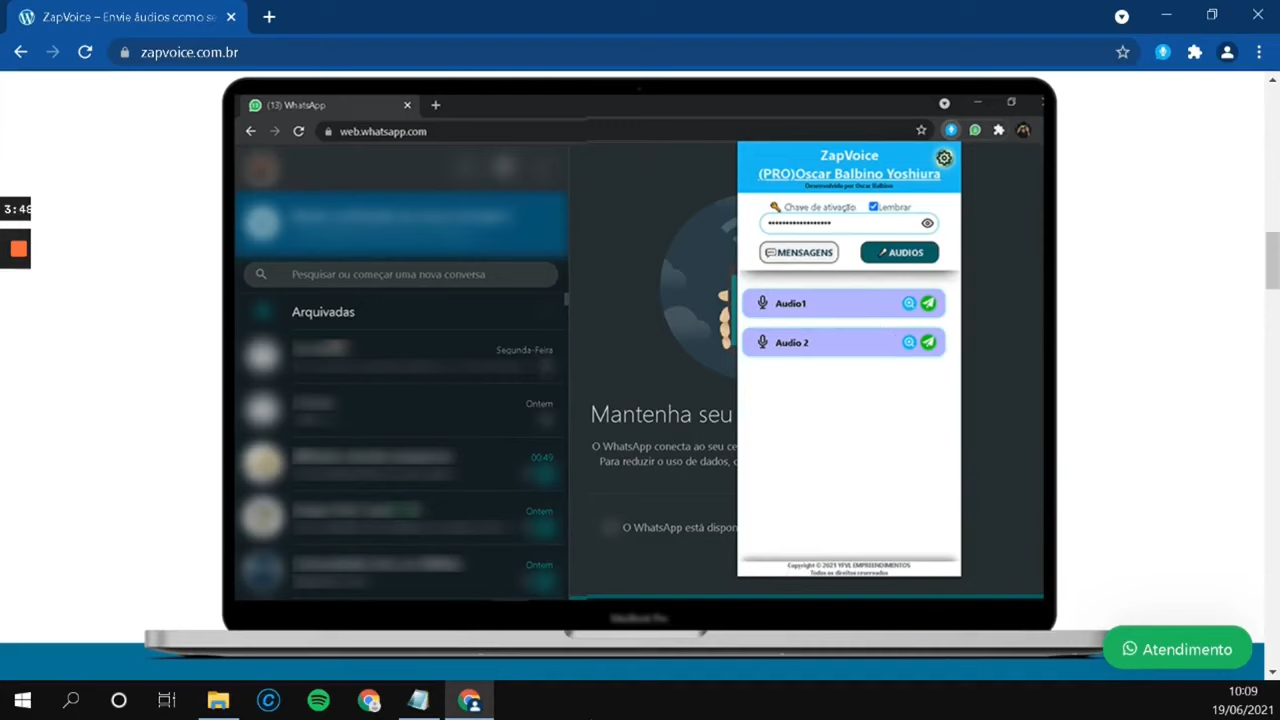 ZapVoice – Envie áudios como se
zapvoice.com.br
(13) WhatsApp
web.whatsapp.com
ZapVoice
(PRO)Oscar Balbino Yoshiura
Desenvolvido por Oscar Balbino
Chave de ativação
Lembrar
••••••••••••••••••
MENSAGENS
AUDIOS
3:48
Pesquisar ou começar uma nova conversa
Audio1
Arquivadas
Audio 2
Segunda-Feira
Ontem
Mantenha seu
O WhatsApp conecta ao seu ce
Para reduzir o uso de dados, c
00:49
Ontem
O WhatsApp está dispon
Ontem
Copyright © 2021 YFVL EMPREENDIMENTOS
Todos os direitos reservados
MacBook Pro
Atendimento
10:09
19/06/2021